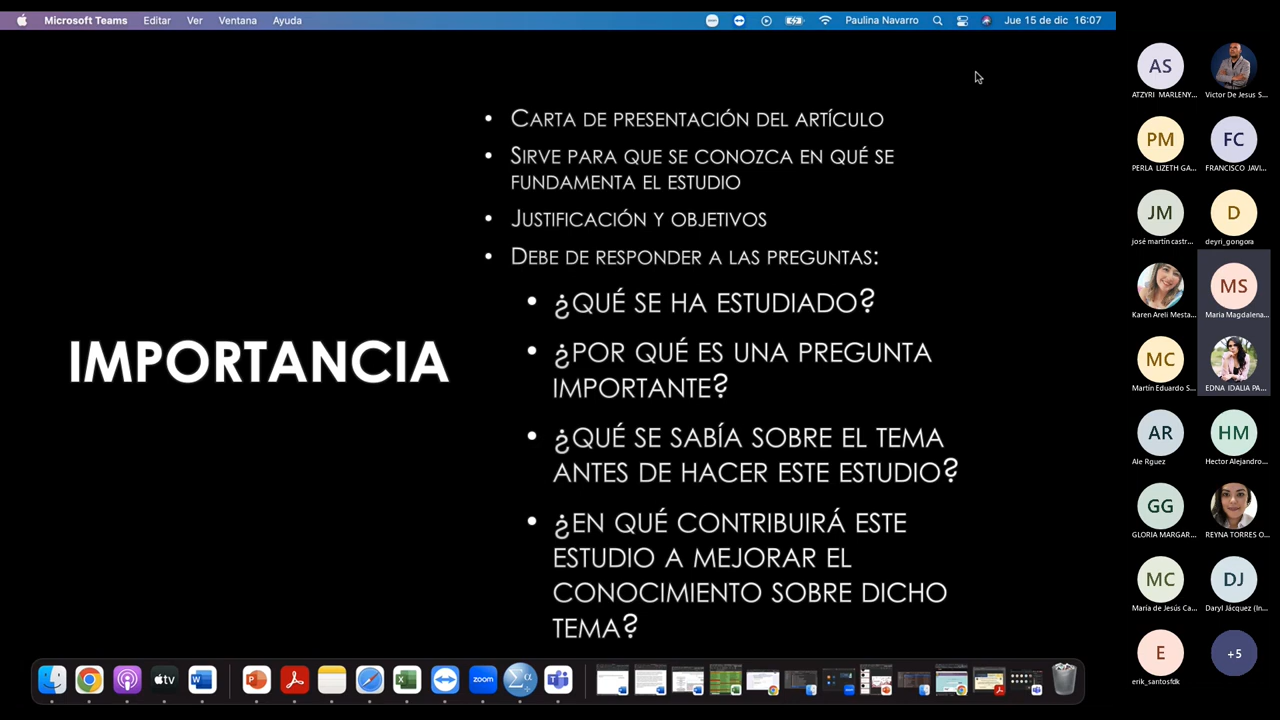 Microsoft Teams Editar Ver Ventana Ayuda Paulina Navarro Jue 15 de dic 16:07
• CARTA DE PRESENTACIÓN DEL ARTÍCULO
• SIRVE PARA QUE SE CONOZCA EN QUÉ SE
FUNDAMENTA EL ESTUDIO
• JUSTIFICACIÓN Y OBJETIVOS
• DEBE DE RESPONDER A LAS PREGUNTAS:
• ¿QUÉ SE HA ESTUDIADO?
• ¿POR QUÉ ES UNA PREGUNTA
IMPORTANTE?
• ¿QUÉ SE SABÍA SOBRE EL TEMA
ANTES DE HACER ESTE ESTUDIO?
• ¿EN QUÉ CONTRIBUIRÁ ESTE
ESTUDIO A MEJORAR EL
CONOCIMIENTO SOBRE DICHO
TEMA?
IMPORTANCIA
AS
ATZYRI MARLENY...
Victor De Jesus S...
PM
PERLA LIZETH GA...
FC
FRANCISCO JAVI...
JM
josé martín castr...
D
deyri_gongora
Karen Areli Mesta...
MS
Maria Magdalena...
MC
Martín Eduardo S...
EDNA IDALIA PA...
AR
Ale Rguez
HM
Hector Alejandro...
GG
GLORIA MARGAR...
REYNA TORRES O...
MC
María de Jesús Ca...
DJ
Daryl Jácquez (In...
E
erik_santosfdk
+5
tv
W
P
X
zoom
Σα